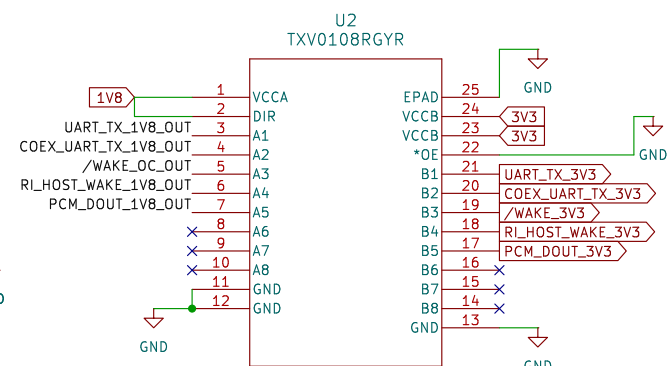 U2
TXV0108RGYR
1V8 1 VCCA EPAD 25 GND
2 DIR VCCB 24 3V3
UART_TX_1V8_OUT 3 A1 VCCB 23 3V3
COEX_UART_TX_1V8_OUT 4 A2 *OE 22 GND
/WAKE_OC_OUT 5 A3 B1 21 UART_TX_3V3
RI_HOST_WAKE_1V8_OUT 6 A4 B2 20 COEX_UART_TX_3V3
PCM_DOUT_1V8_OUT 7 A5 B3 19 /WAKE_3V3
8 A6 B4 18 RI_HOST_WAKE_3V3
9 A7 B5 17 PCM_DOUT_3V3
10 A8 B6 16
11 GND B7 15
12 GND B8 14
GND GND 13
GND